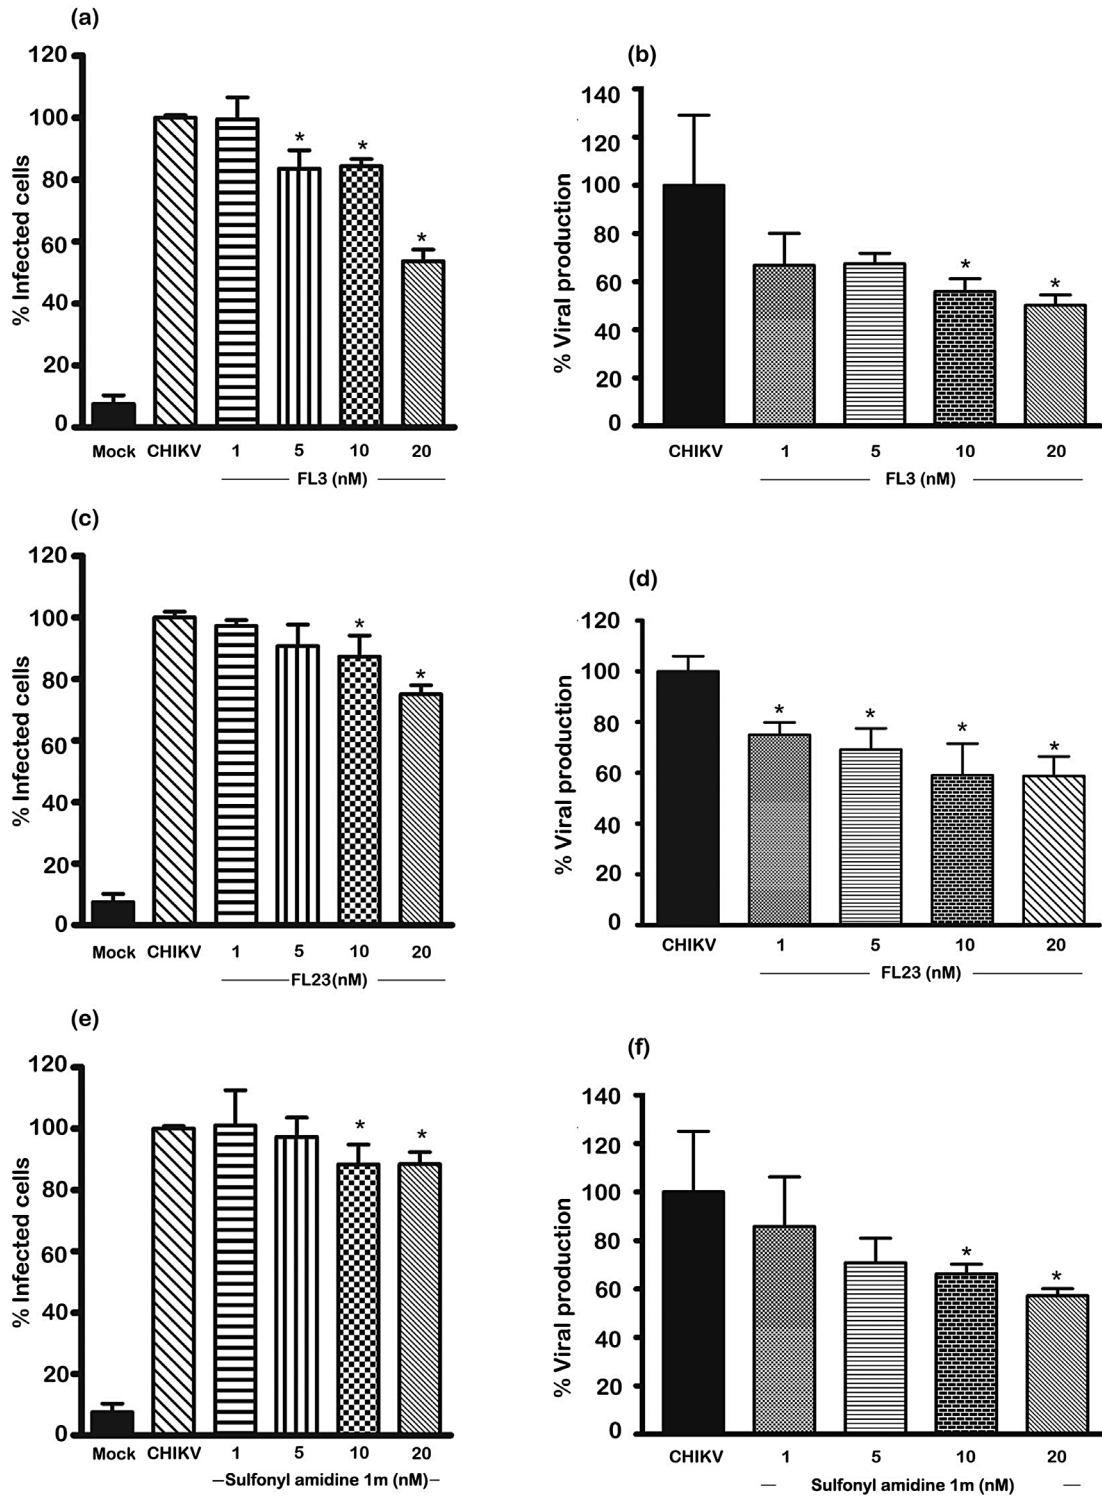 (a)
120
100
80
60
40
20
0
% Infected cells
* * *
Mock CHIKV 1 5 10 20
FL3 (nM)
(b)
140
120
100
80
60
40
20
0
% Viral production
* *
CHIKV 1 5 10 20
FL3 (nM)
(c)
120
100
80
60
40
20
0
% Infected cells
* *
Mock CHIKV 1 5 10 20
FL23(nM)
(d)
120
100
80
60
40
20
0
% Viral production
* * * *
CHIKV 1 5 10 20
FL23 (nM)
(e)
120
100
80
60
40
20
0
% Infected cells
* *
Mock CHIKV 1 5 10 20
Sulfonyl amidine 1m (nM)
(f)
140
120
100
80
60
40
20
0
% Viral production
* *
CHIKV 1 5 10 20
Sulfonyl amidine 1m (nM)